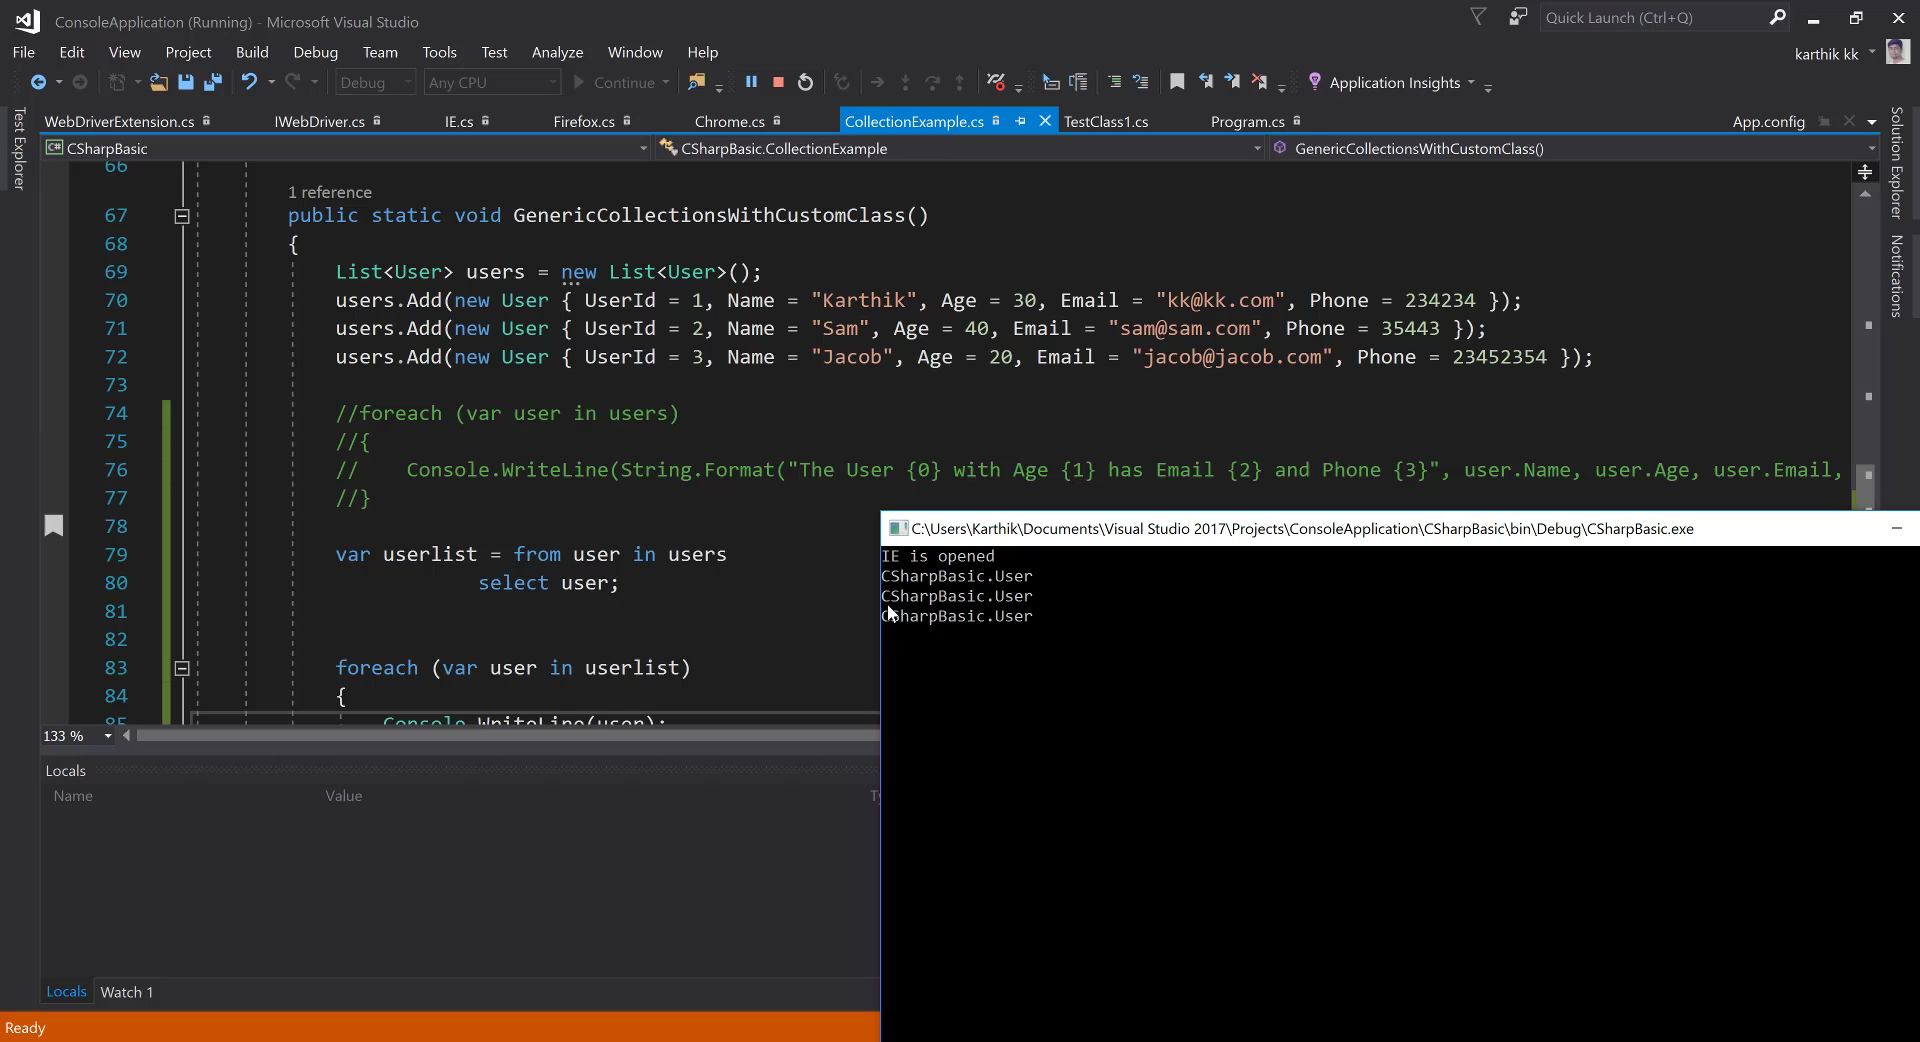 ConsoleApplication (Running) - Microsoft Visual Studio
Quick Launch (Ctrl+Q)
File Edit View Project Build Debug Team Tools Test Analyze Window Help
karthik kk
Debug Any CPU Continue Application Insights
WebDriverExtension.cs IWebDriver.cs IE.cs Firefox.cs Chrome.cs CollectionExample.cs TestClass1.cs Program.cs App.config
CSharpBasic CSharpBasic.CollectionExample GenericCollectionsWithCustomClass()
Test Explorer
Solution Explorer
Notifications
66
1 reference
67 public static void GenericCollectionsWithCustomClass()
68 {
69 List<User> users = new List<User>();
70 users.Add(new User { UserId = 1, Name = "Karthik", Age = 30, Email = "kk@kk.com", Phone = 234234 });
71 users.Add(new User { UserId = 2, Name = "Sam", Age = 40, Email = "sam@sam.com", Phone = 35443 });
72 users.Add(new User { UserId = 3, Name = "Jacob", Age = 20, Email = "jacob@jacob.com", Phone = 23452354 });
73
74 //foreach (var user in users)
75 //{
76 // Console.WriteLine(String.Format("The User {0} with Age {1} has Email {2} and Phone {3}", user.Name, user.Age, user.Email,
77 //}
78
79 var userlist = from user in users
80 select user;
81
82
83 foreach (var user in userlist)
84 {
85 Console.WriteLine(user);
133 %
Locals
Name Value
Locals Watch 1
Ready
C:\Users\Karthik\Documents\Visual Studio 2017\Projects\ConsoleApplication\CSharpBasic\bin\Debug\CSharpBasic.exe
IE is opened
CSharpBasic.User
CSharpBasic.User
CSharpBasic.User